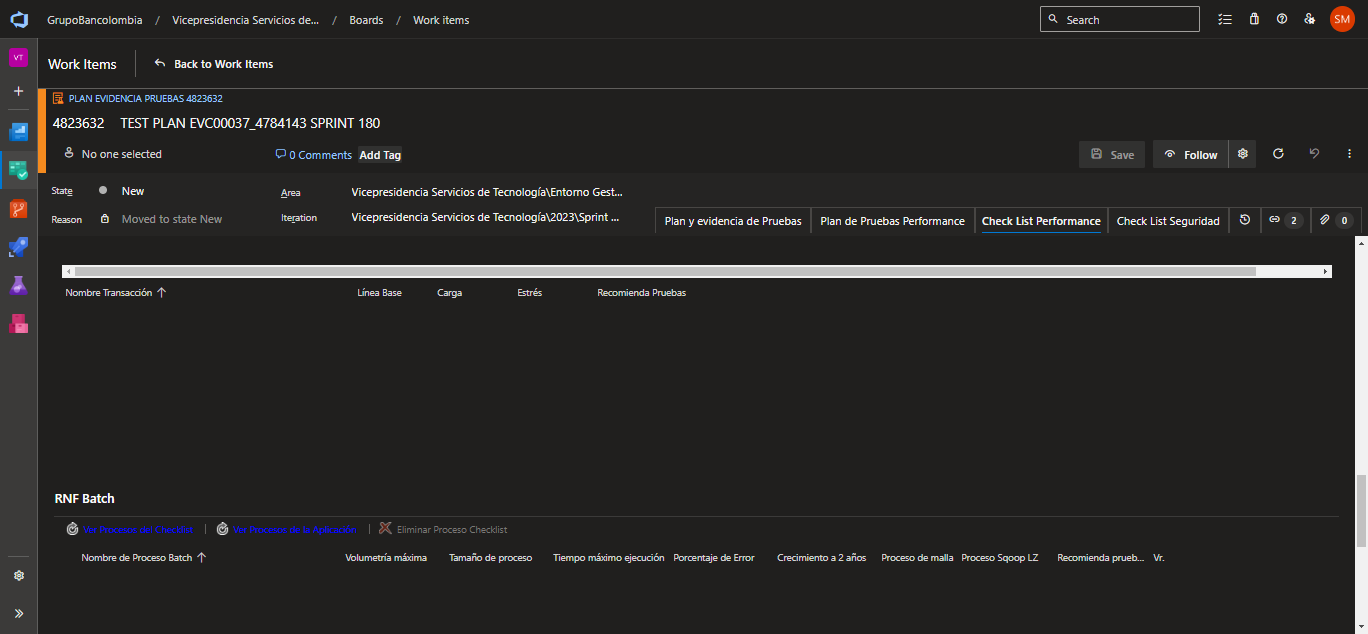 GrupoBancolombia / Vicepresidencia Servicios de... / Boards / Work items
Search
SM
VT
Work Items
Back to Work Items
PLAN EVIDENCIA PRUEBAS 4823632
4823632 TEST PLAN EVC00037_4784143 SPRINT 180
No one selected
0 Comments
Add Tag
Save
Follow
State
New
Area
Vicepresidencia Servicios de Tecnología\Entorno Gest...
Reason
Moved to state New
Iteration
Vicepresidencia Servicios de Tecnología\2023\Sprint ...
Plan y evidencia de Pruebas
Plan de Pruebas Performance
Check List Performance
Check List Seguridad
2
0
Nombre Transacción
Línea Base
Carga
Estrés
Recomienda Pruebas
RNF Batch
Ver Procesos del Checklist
Ver Procesos de la Aplicación
Eliminar Proceso Checklist
Nombre de Proceso Batch
Volumetría máxima
Tamaño de proceso
Tiempo máximo ejecución
Porcentaje de Error
Crecimiento a 2 años
Proceso de malla
Proceso Sqoop LZ
Recomienda prueb...
Vr.